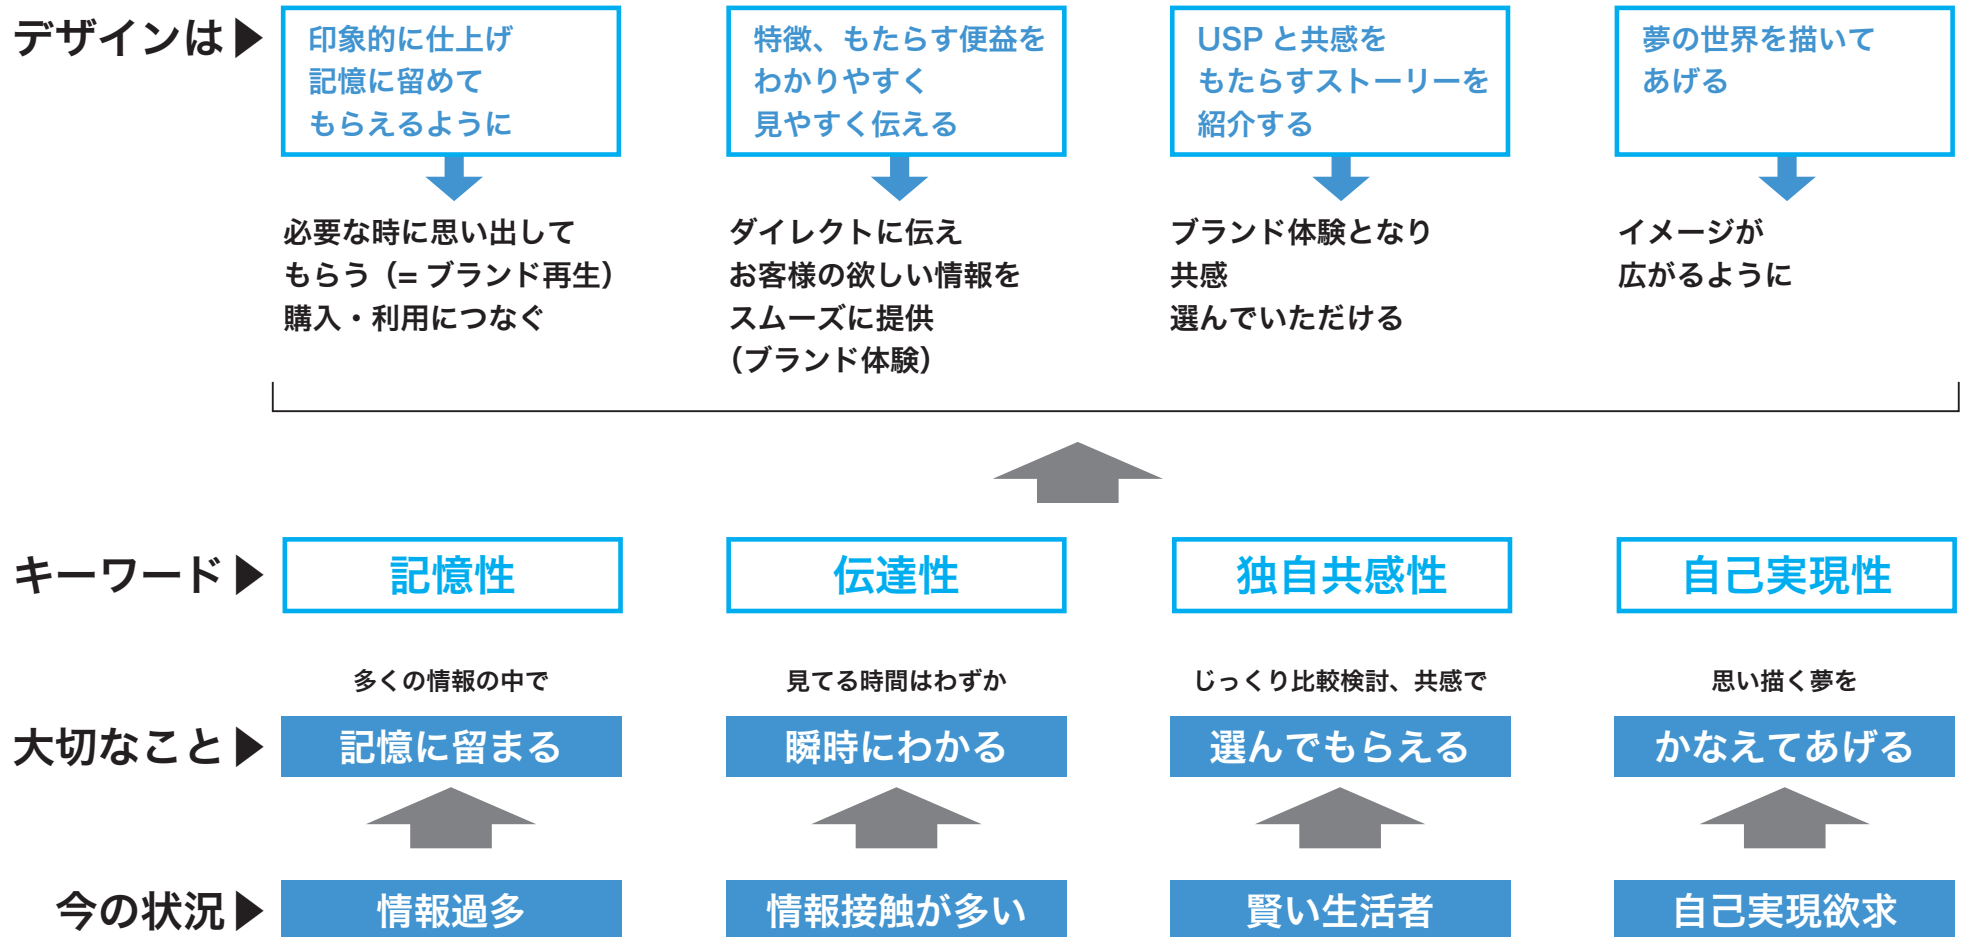 デザインは▶
印象的に仕上げ
記憶に留めて
もらえるように
特徴、もたらす便益を
わかりやすく
見やすく伝える
USP と共感を
もたらすストーリーを
紹介する
夢の世界を描いて
あげる
必要な時に思い出して
もらう（= ブランド再生）
購入・利用につなぐ
ダイレクトに伝え
お客様の欲しい情報を
スムーズに提供
（ブランド体験）
ブランド体験となり
共感
選んでいただける
イメージが
広がるように
キーワード▶
記憶性
伝達性
独自共感性
自己実現性
多くの情報の中で
見てる時間はわずか
じっくり比較検討、共感で
思い描く夢を
大切なこと▶
記憶に留まる
瞬時にわかる
選んでもらえる
かなえてあげる
今の状況▶
情報過多
情報接触が多い
賢い生活者
自己実現欲求